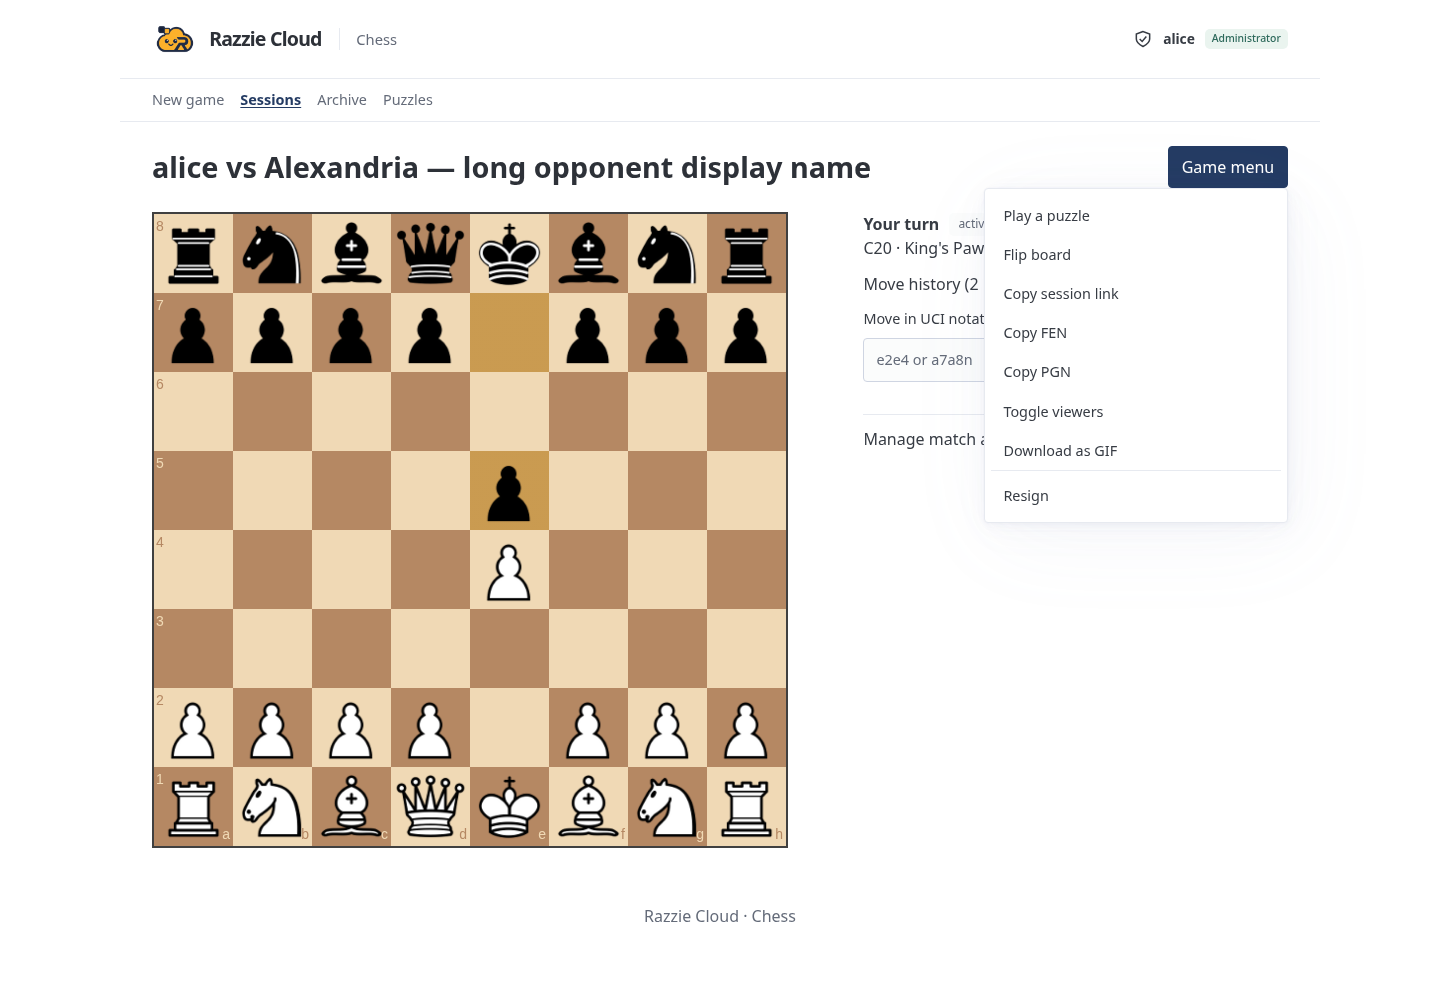 Razzie Cloud Chess alice Administrator
New game Sessions Archive Puzzles
alice vs Alexandria — long opponent display name Game menu
Your turn
C20 · King's
Move history (2
Move in UCI
e2e4 or a7a8n
Manage match
Play a puzzle
Flip board
Copy session link
Copy FEN
Copy PGN
Toggle viewers
Download as GIF
Resign
8
7
6
5
4
3
2
1
a b c d e f g h
Razzie Cloud · Chess